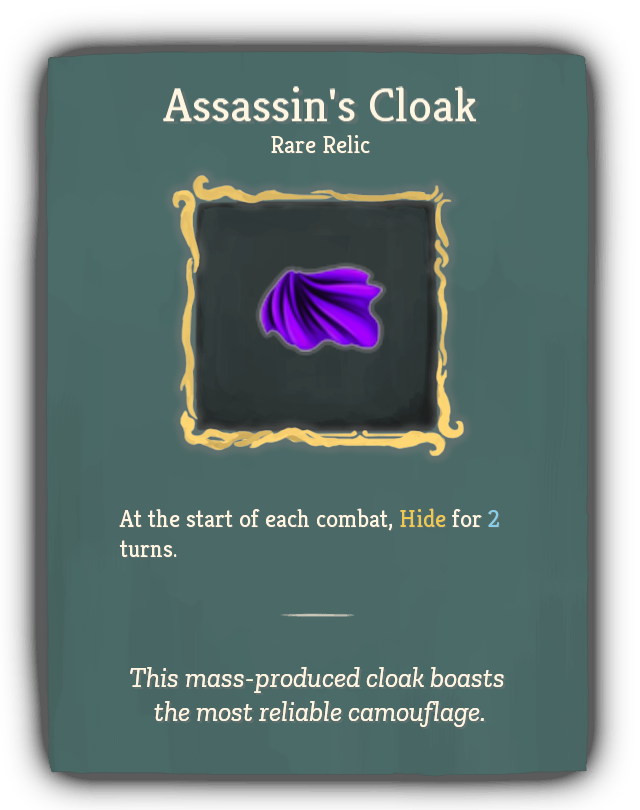 Assassin's Cloak
Rare Relic
At the start of each combat, Hide for 2
turns.
This mass-produced cloak boasts
the most reliable camouflage.